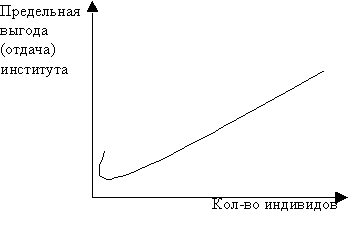 Предельная
выгода
(отдача)
института
Кол-во индивидов